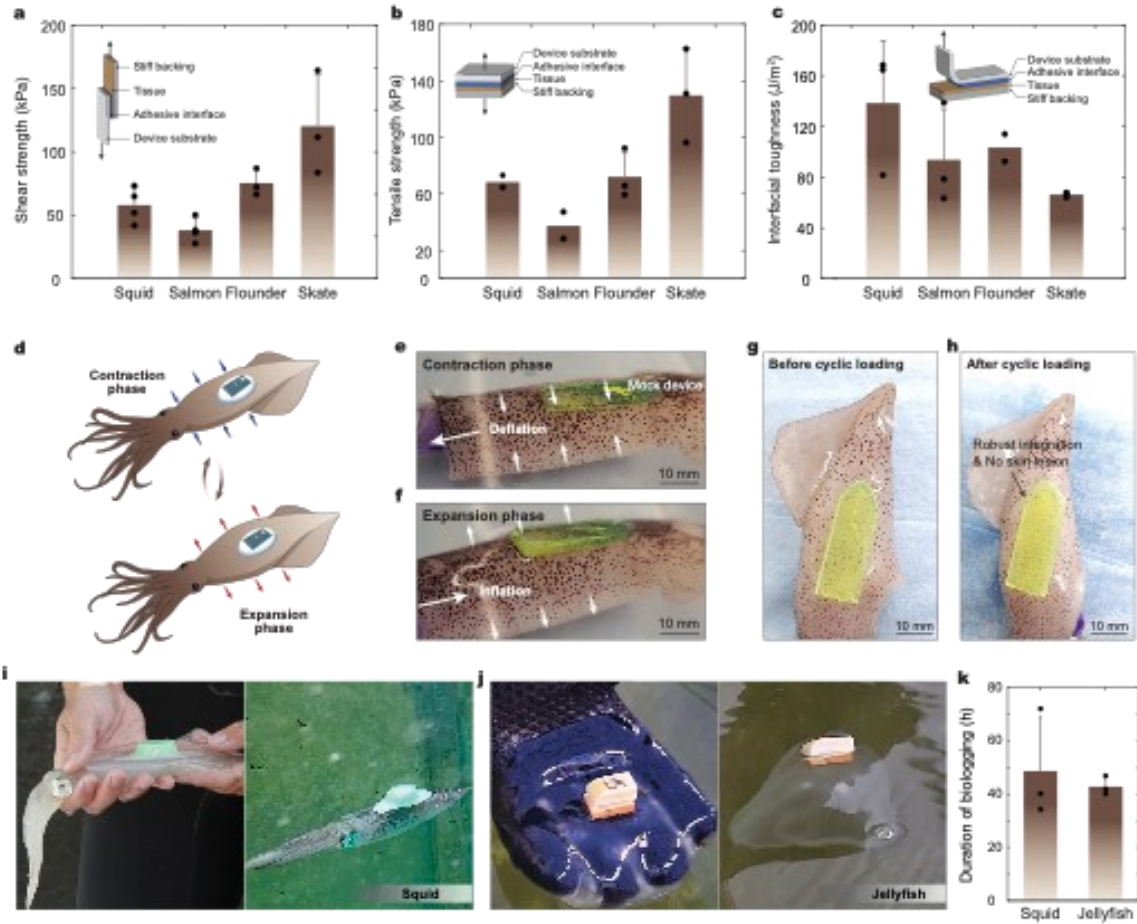 a
200
150
100
50
0
Shear strength (kPa)
Stiff backing
Tissue
Adhesive interface
Device substrate
Squid Salmon Flounder Skate
b
180
140
100
60
20
0
Tensile strength (kPa)
Device substrate
Adhesive interface
Tissue
Stiff backing
Squid Salmon Flounder Skate
c
200
160
120
80
40
0
Interfacial toughness (J/m²)
Device substrate
Adhesive interface
Tissue
Stiff backing
Squid Salmon Flounder Skate
d
Contraction
phase
Expansion
phase
e
Contraction phase
Mock device
Deflation
10 mm
f
Expansion phase
Inflation
10 mm
g
Before cyclic loading
10 mm
h
After cyclic loading
Robust integration
& No skin lesion
10 mm
i
Squid
j
Jellyfish
k
80
60
40
20
0
Duration of biologging (h)
Squid Jellyfish